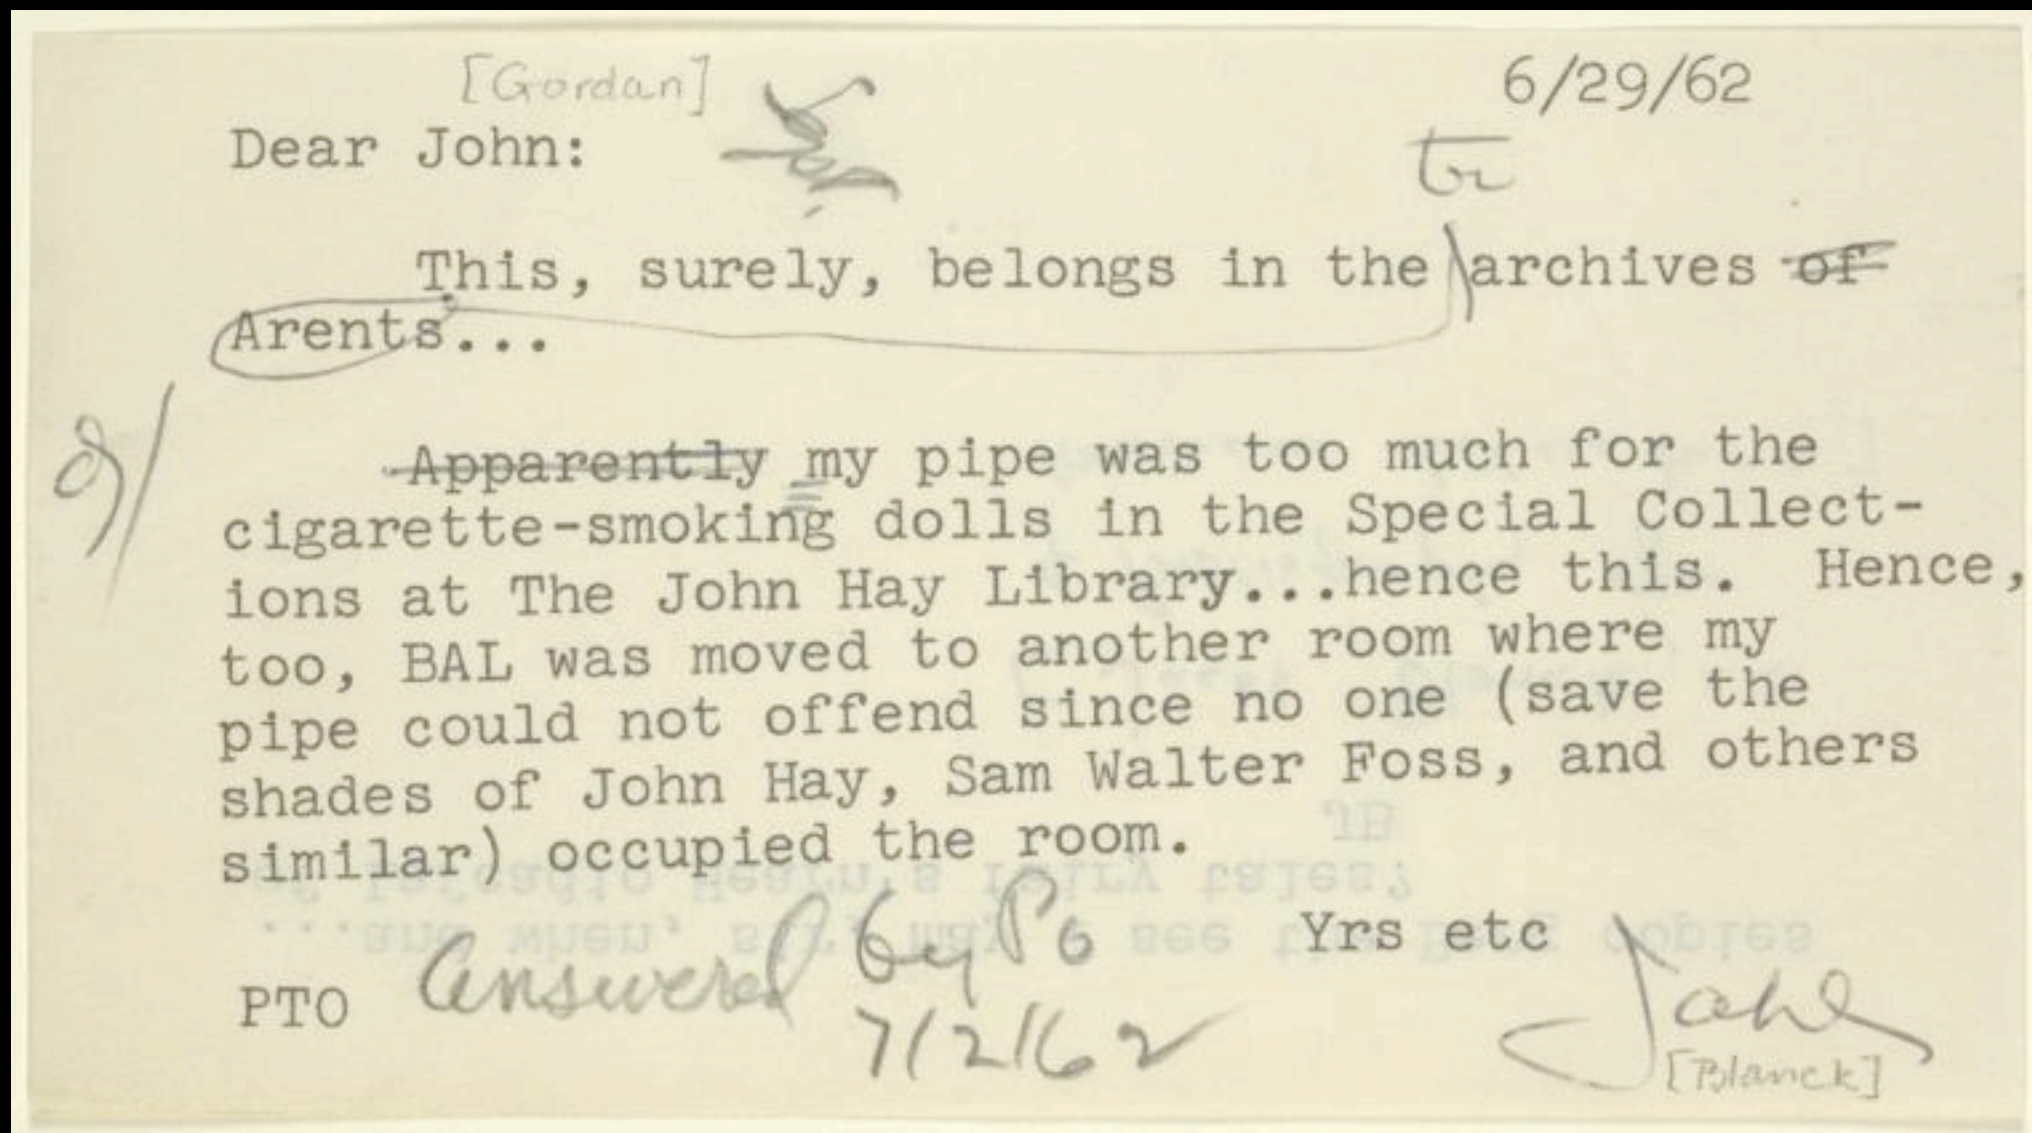 [Gordan]
6/29/62
Dear John:
tr
This, surely, belongs in the archives of
Arents...
Apparently my pipe was too much for the
cigarette-smoking dolls in the Special Collect-
ions at The John Hay Library...hence this. Hence,
too, BAL was moved to another room where my
pipe could not offend since no one (save the
shades of John Hay, Sam Walter Foss, and others
similar) occupied the room.
Yrs etc
PTO
answered by Po
7/2/62
[Blanck]